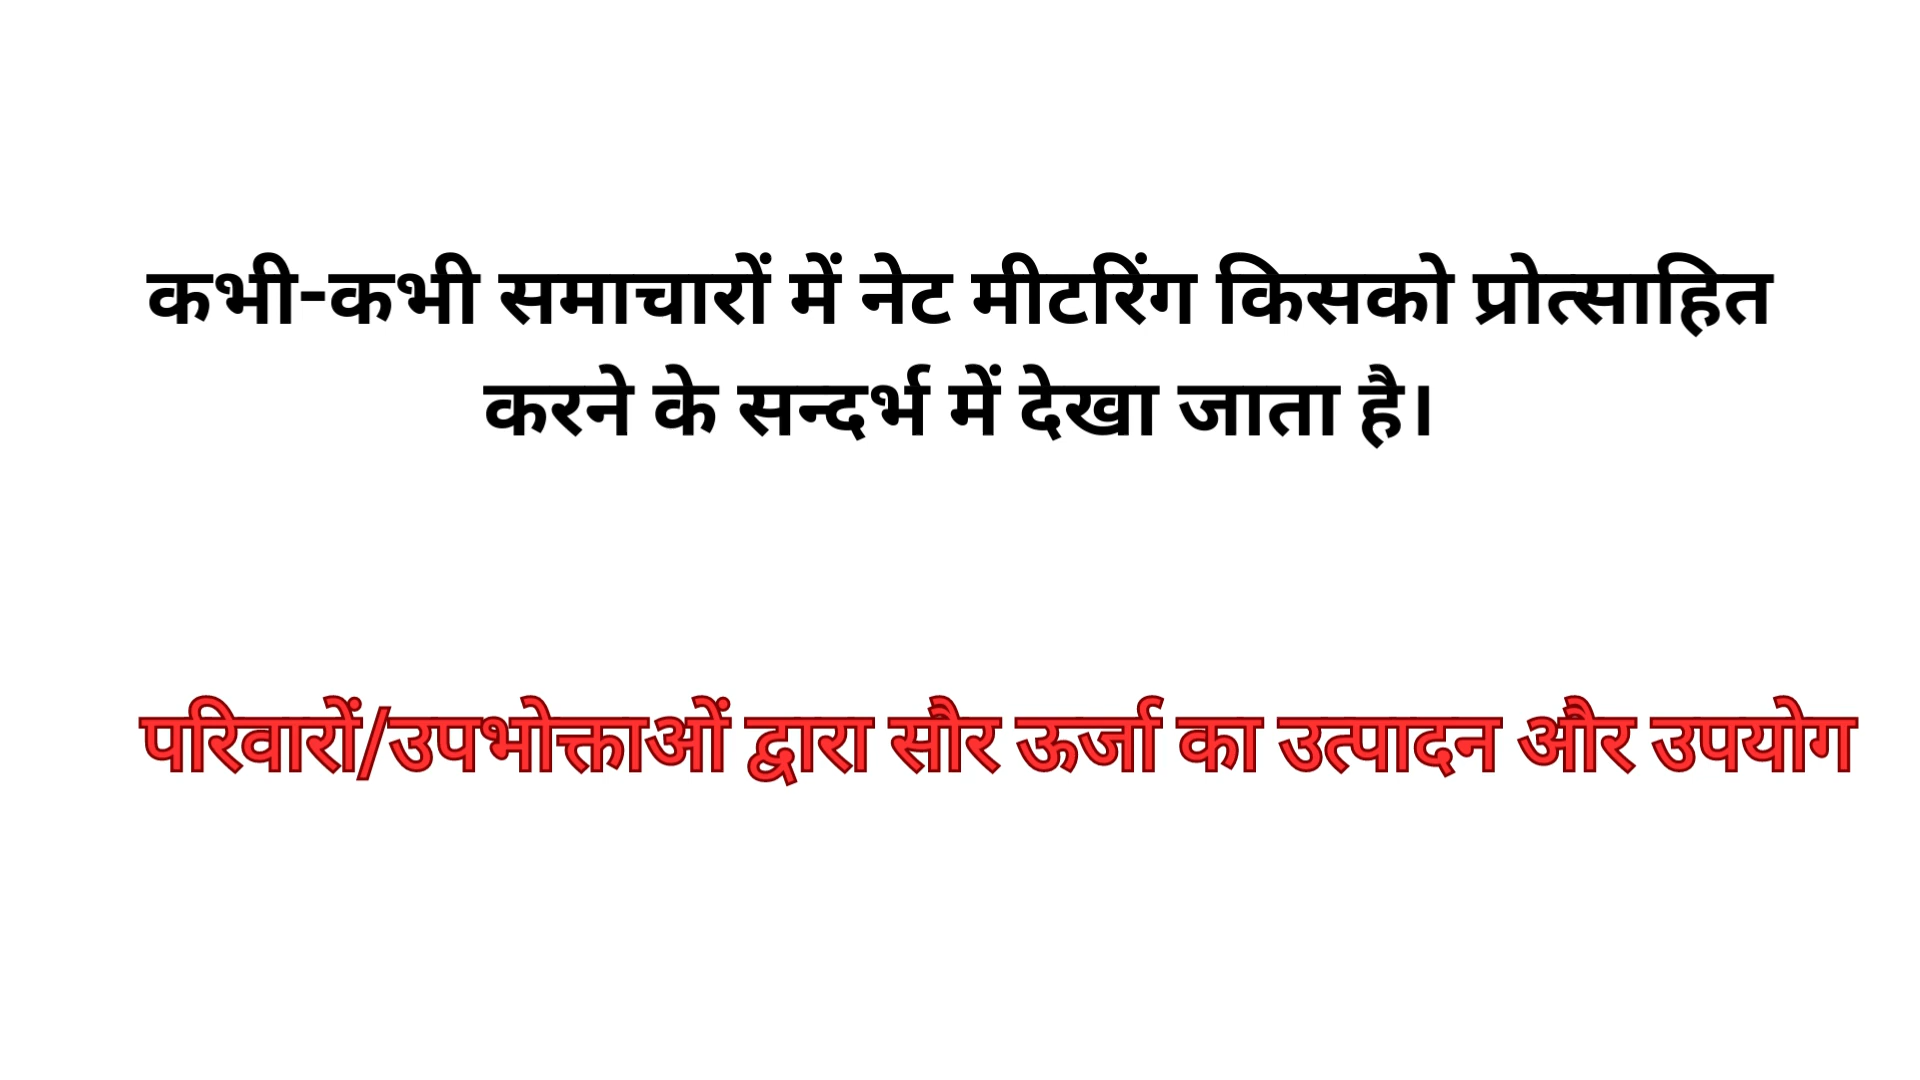 कभी-कभी समाचारों में नेट मीटरिंग किसको प्रोत्साहित
करने के सन्दर्भ में देखा जाता है।
परिवारों/उपभोक्ताओं द्वारा सौर ऊर्जा का उत्पादन और उपयोग